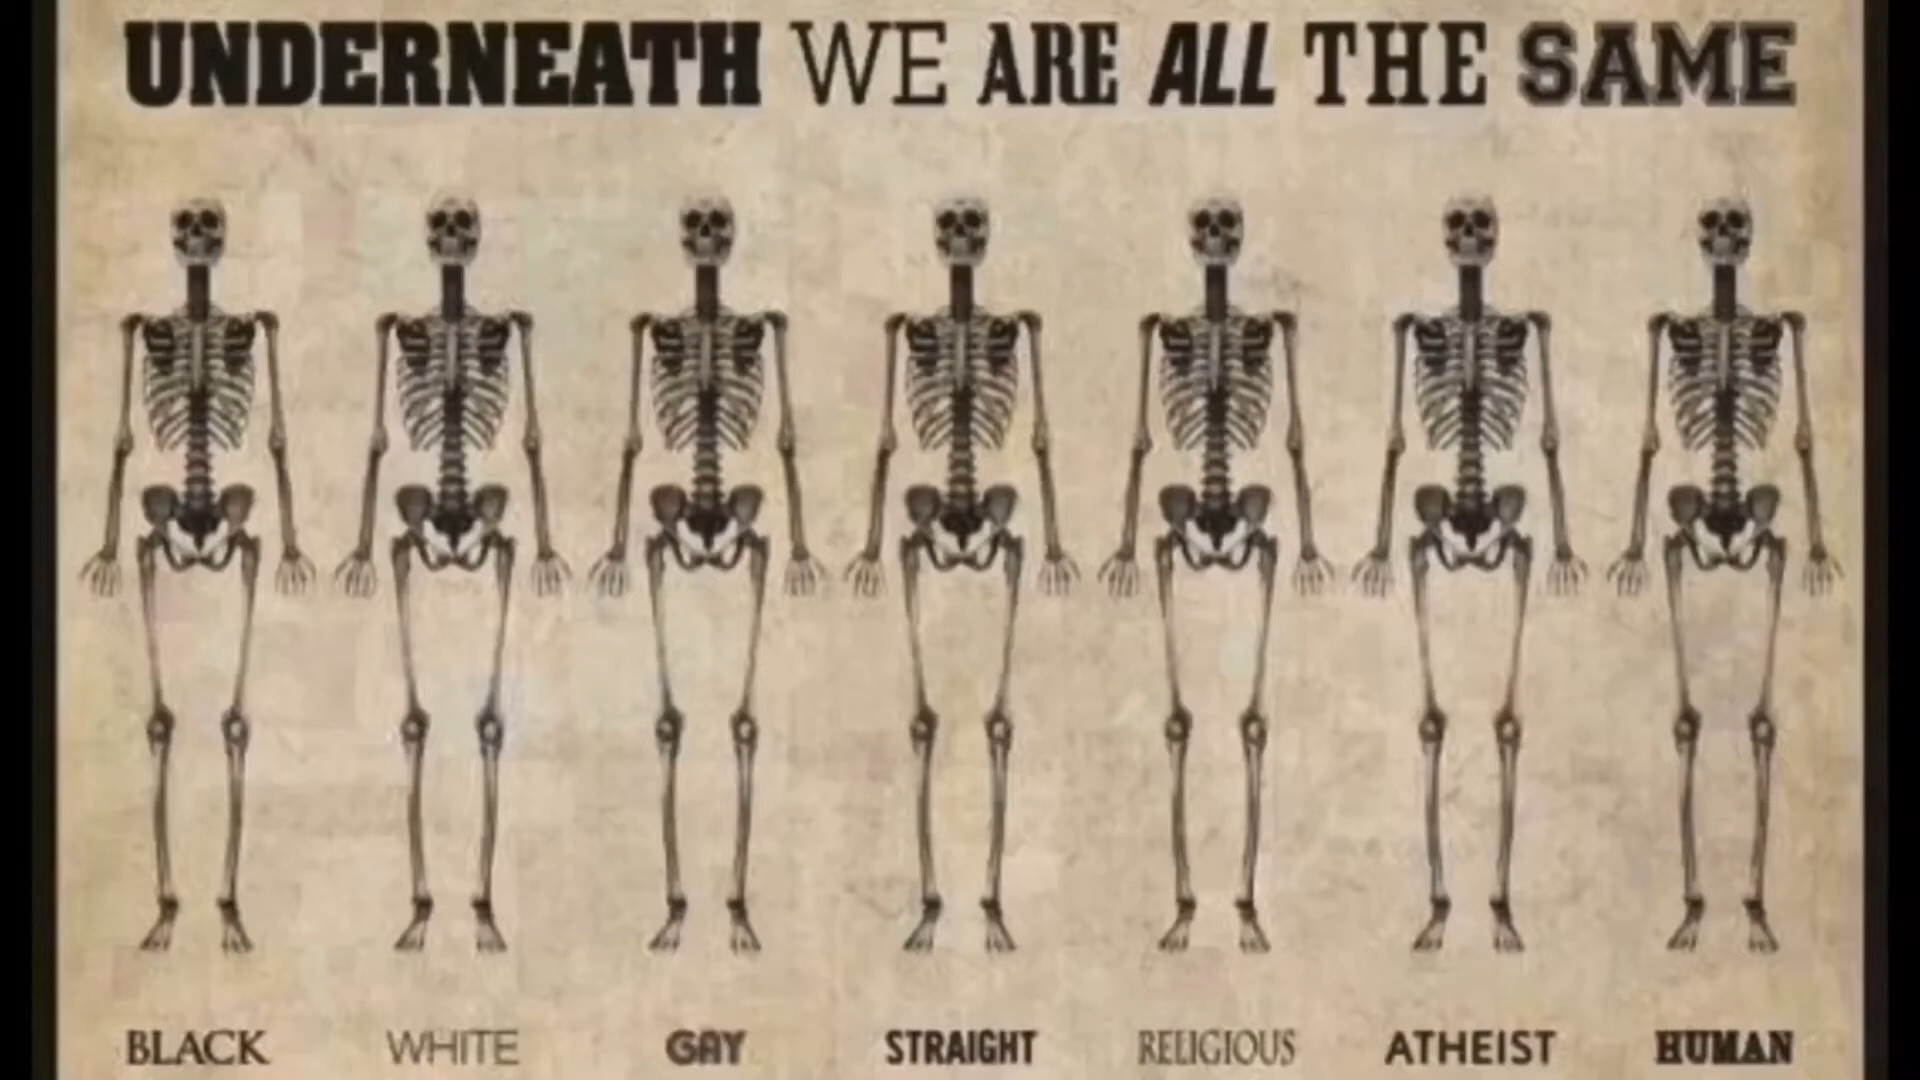 UNDERNEATH WE ARE ALL THE SAME
BLACK WHITE GAY STRAIGHT RELIGIOUS ATHEIST HUMAN